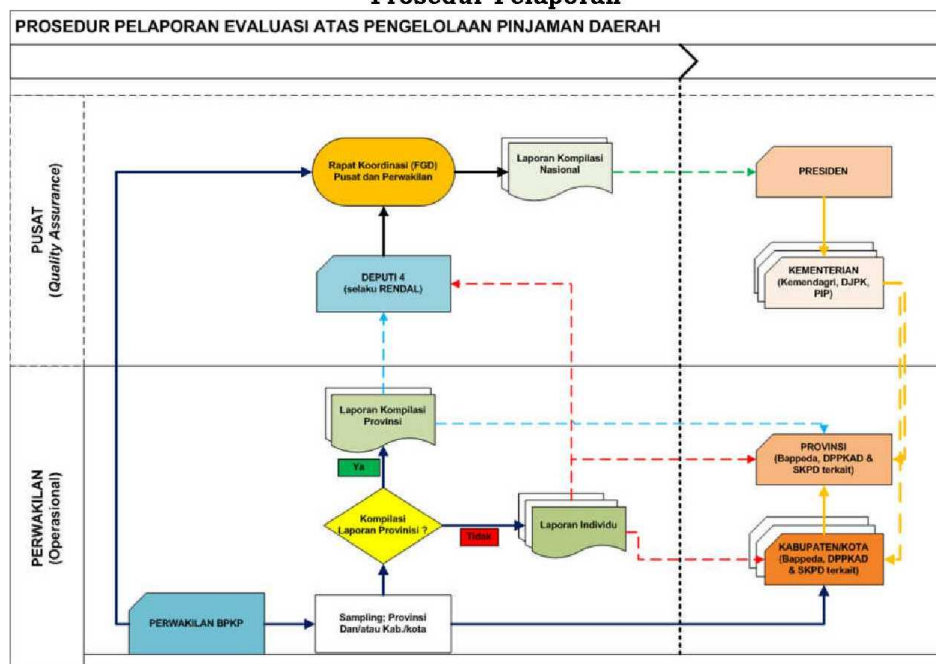 Prosedur Pelaporan
PROSEDUR PELAPORAN EVALUASI ATAS PENGELOLAAN PINJAMAN DAERAH
PUSAT
(Quality Assurance)
Rapat Koordinasi (FGD)
Pusat dan Perwakilan
Laporan Kompilasi
Nasional
PRESIDEN
DEPUTI 4
(selaku RENDAL)
KEMENTERIAN
(Kemendagri, DJPK,
PIP)
PERWAKILAN
(Operasional)
Laporan Kompilasi
Provinsi
Ya
PROVINSI
(Bappeda, DPPKAD &
SKPD terkait)
Kompilasi
Laporan Provinisi ?
Tidak
Laporan Individu
KABUPATEN/KOTA
(Bappeda, DPPKAD
& SKPD terkait)
PERWAKILAN BPKP
Sampling; Provinsi
Dan/atau Kab./kota